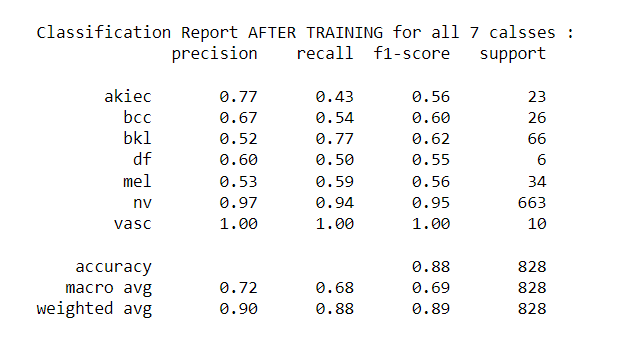 Classification Report AFTER TRAINING for all 7 calsses :
precision recall f1-score support
akiec 0.77 0.43 0.56 23
bcc 0.67 0.54 0.60 26
bkl 0.52 0.77 0.62 66
df 0.60 0.50 0.55 6
mel 0.53 0.59 0.56 34
nv 0.97 0.94 0.95 663
vasc 1.00 1.00 1.00 10
accuracy 0.88 828
macro avg 0.72 0.68 0.69 828
weighted avg 0.90 0.88 0.89 828